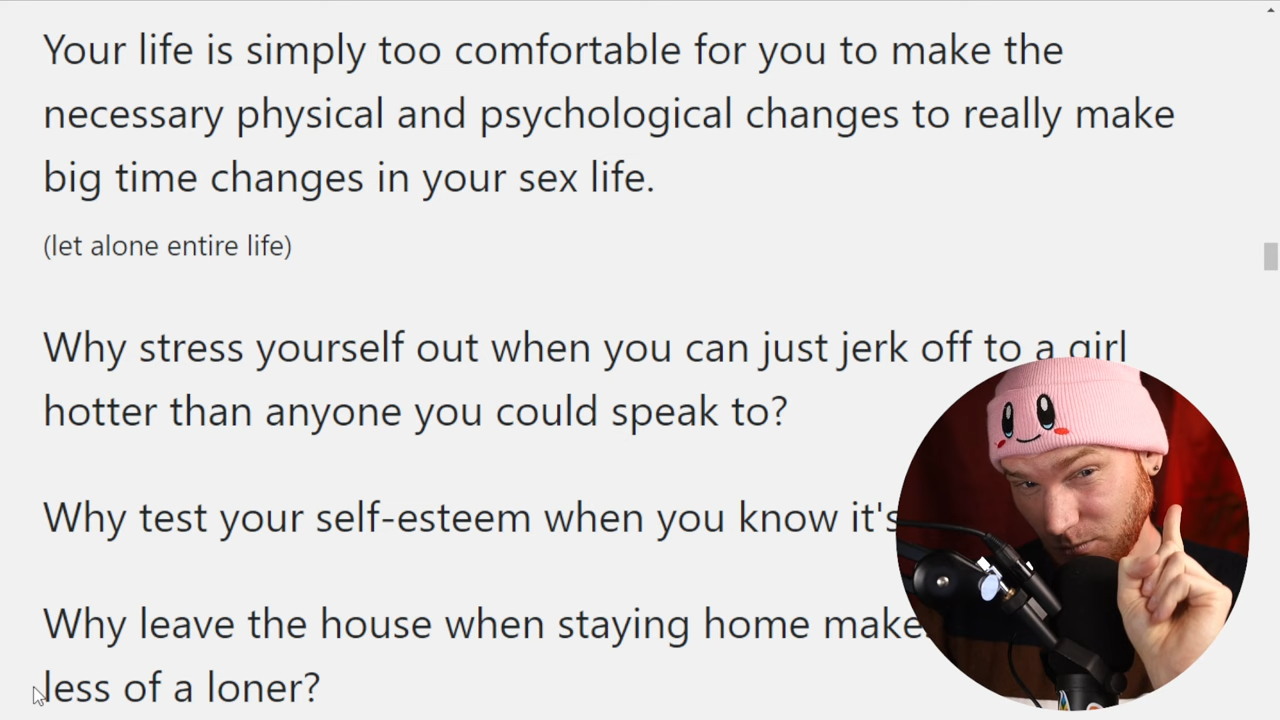 Your life is simply too comfortable for you to make the
necessary physical and psychological changes to really make
big time changes in your sex life.
(let alone entire life)
Why stress yourself out when you can just jerk off to a girl
hotter than anyone you could speak to?
Why test your self-esteem when you know it's
Why leave the house when staying home
less of a loner?